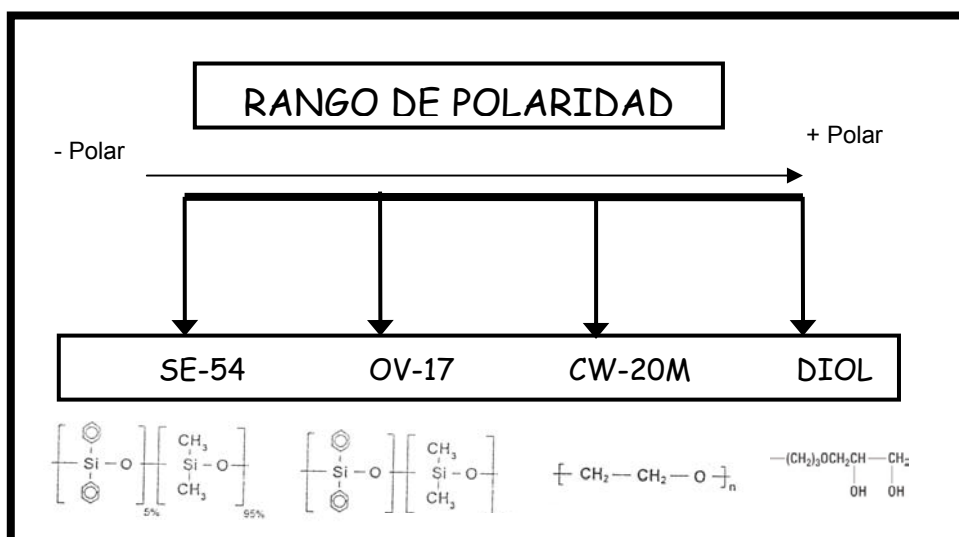 RANGO DE POLARIDAD
- Polar
+ Polar
SE-54 OV-17 CW-20M DIOL
CH₃ CH₃
Si O Si O Si O Si O CH₂ CH₂ O n (CH₂)₃OCH₂CH CH₂
CH₃ CH₃ OH OH
5% 95%